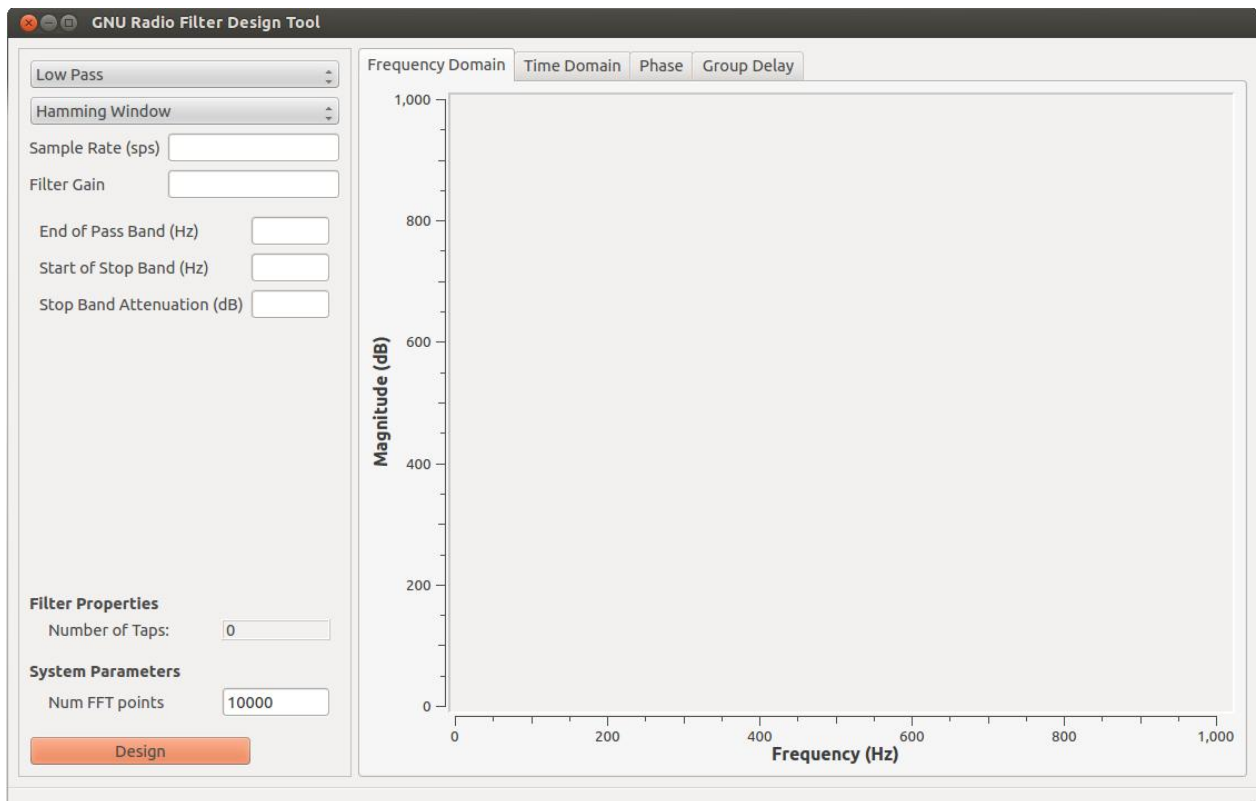 GNU Radio Filter Design Tool
Low Pass
Hamming Window
Sample Rate (sps)
Filter Gain
End of Pass Band (Hz)
Start of Stop Band (Hz)
Stop Band Attenuation (dB)
Filter Properties
Number of Taps: 0
System Parameters
Num FFT points 10000
Design
Frequency Domain Time Domain Phase Group Delay
1,000
800
600
400
200
0
Magnitude (dB)
0 200 400 600 800 1,000
Frequency (Hz)